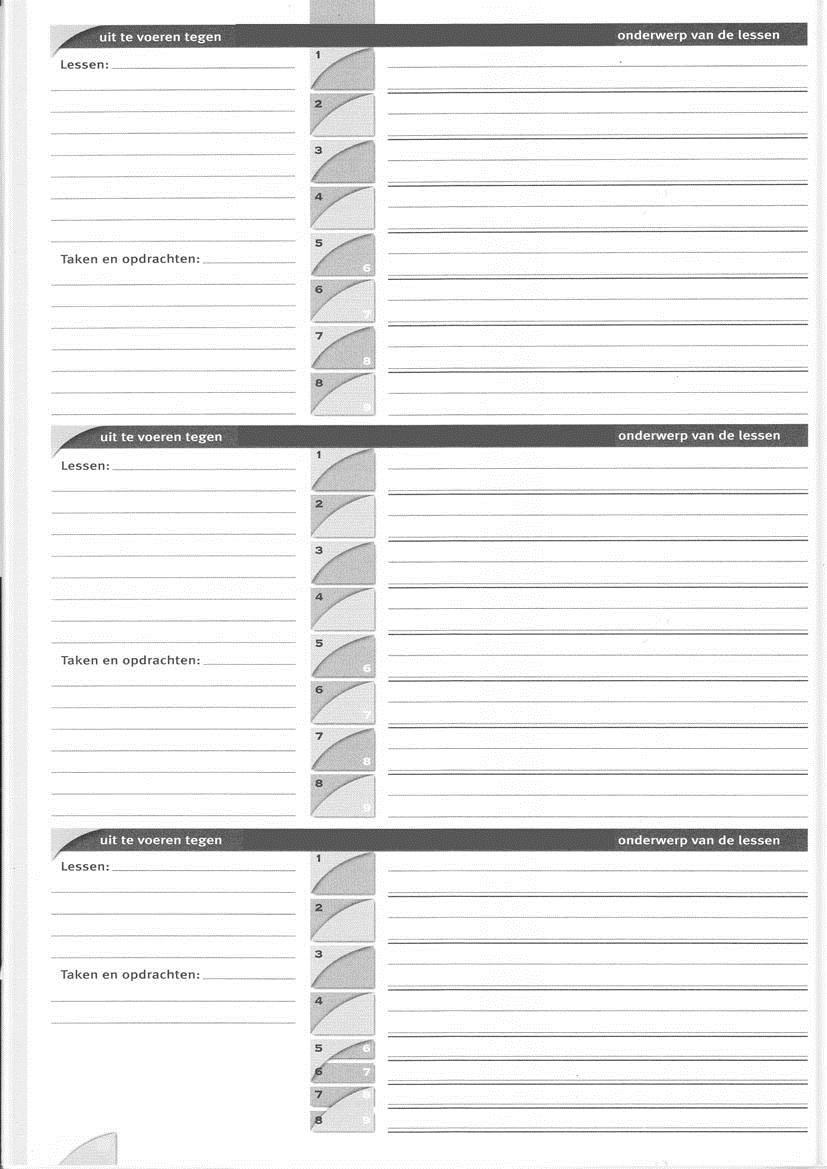 uit te voeren tegen onderwerp van de lessen
Lessen:
1
2
3
4
5 6
Taken en opdrachten:
6 7
7 8
8 9
uit te voeren tegen onderwerp van de lessen
Lessen:
1
2
3
4
5 6
Taken en opdrachten:
6 7
7 8
8 9
uit te voeren tegen onderwerp van de lessen
Lessen:
1
2
3
Taken en opdrachten:
4
5 6
6 7
7 8
8 9